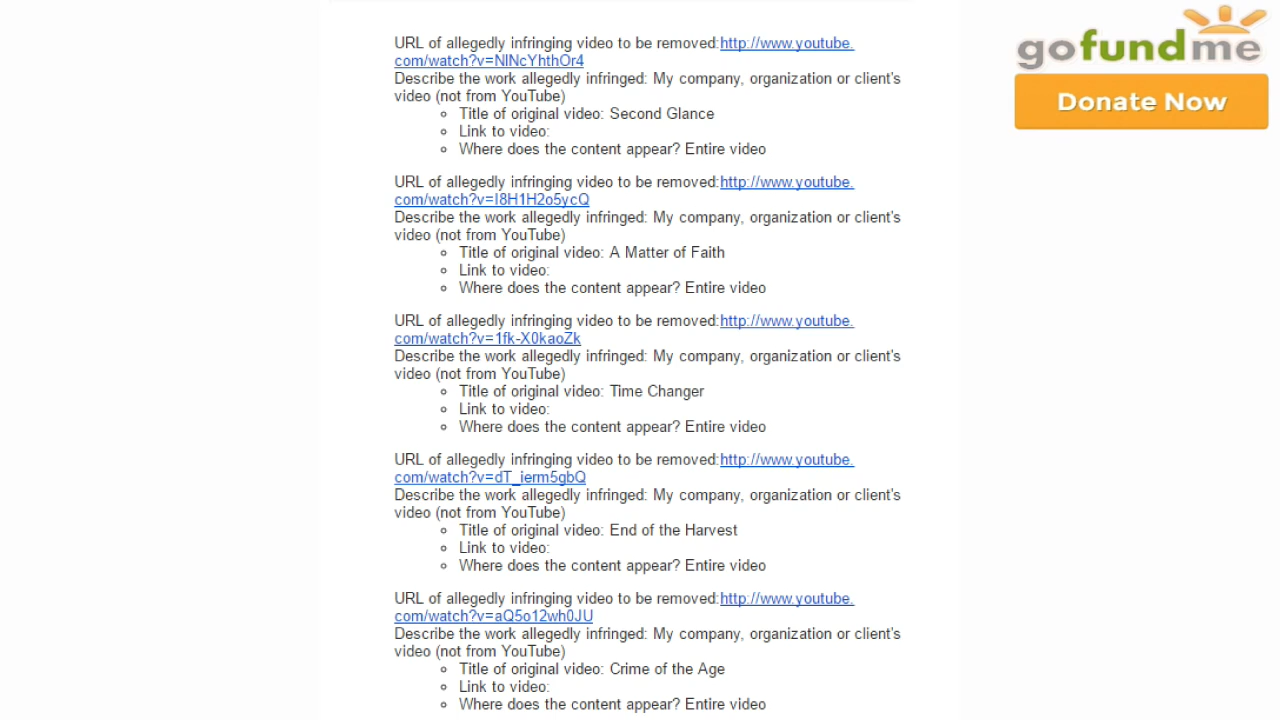 URL of allegedly infringing video to be removed:http://www.youtube.
com/watch?v=NlNcYhthOr4
Describe the work allegedly infringed: My company, organization or client's
video (not from YouTube)
Title of original video: Second Glance
Link to video:
Where does the content appear? Entire video
URL of allegedly infringing video to be removed:http://www.youtube.
com/watch?v=I8H1H2o5ycQ
Describe the work allegedly infringed: My company, organization or client's
video (not from YouTube)
Title of original video: A Matter of Faith
Link to video:
Where does the content appear? Entire video
URL of allegedly infringing video to be removed:http://www.youtube.
com/watch?v=1fk-X0kaoZk
Describe the work allegedly infringed: My company, organization or client's
video (not from YouTube)
Title of original video: Time Changer
Link to video:
Where does the content appear? Entire video
URL of allegedly infringing video to be removed:http://www.youtube.
com/watch?v=dT_ierm5gbQ
Describe the work allegedly infringed: My company, organization or client's
video (not from YouTube)
Title of original video: End of the Harvest
Link to video:
Where does the content appear? Entire video
URL of allegedly infringing video to be removed:http://www.youtube.
com/watch?v=aQ5o12wh0JU
Describe the work allegedly infringed: My company, organization or client's
video (not from YouTube)
Title of original video: Crime of the Age
Link to video:
Where does the content appear? Entire video
gofundme
Donate Now